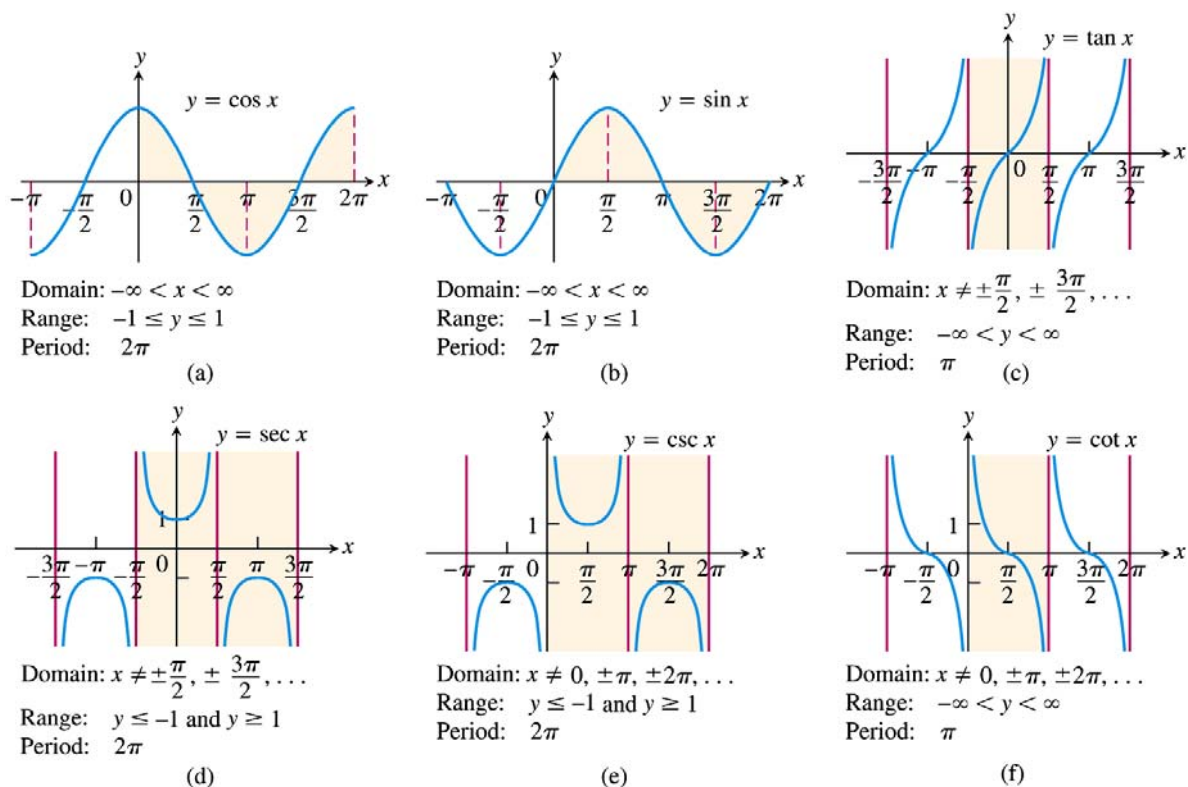 y
y = cos x
x
−π
−π/2
0
π/2
π
3π/2
2π
Domain: −∞ < x < ∞
Range: −1 ≤ y ≤ 1
Period: 2π
(a)
y
y = sin x
x
−π
−π/2
0
π/2
π
3π/2
2π
Domain: −∞ < x < ∞
Range: −1 ≤ y ≤ 1
Period: 2π
(b)
y
y = tan x
x
−3π/2
−π
−π/2
0
π/2
π
3π/2
Domain: x ≠ ±π/2, ± 3π/2, . . .
Range: −∞ < y < ∞
Period: π
(c)
y
y = sec x
1
x
−3π/2
−π
−π/2
0
π/2
π
3π/2
Domain: x ≠ ±π/2, ± 3π/2, . . .
Range: y ≤ −1 and y ≥ 1
Period: 2π
(d)
y
y = csc x
1
x
−π
−π/2
0
π/2
π
3π/2
2π
Domain: x ≠ 0, ±π, ±2π, . . .
Range: y ≤ −1 and y ≥ 1
Period: 2π
(e)
y
y = cot x
1
x
−π
−π/2
0
π/2
π
3π/2
2π
Domain: x ≠ 0, ±π, ±2π, . . .
Range: −∞ < y < ∞
Period: π
(f)